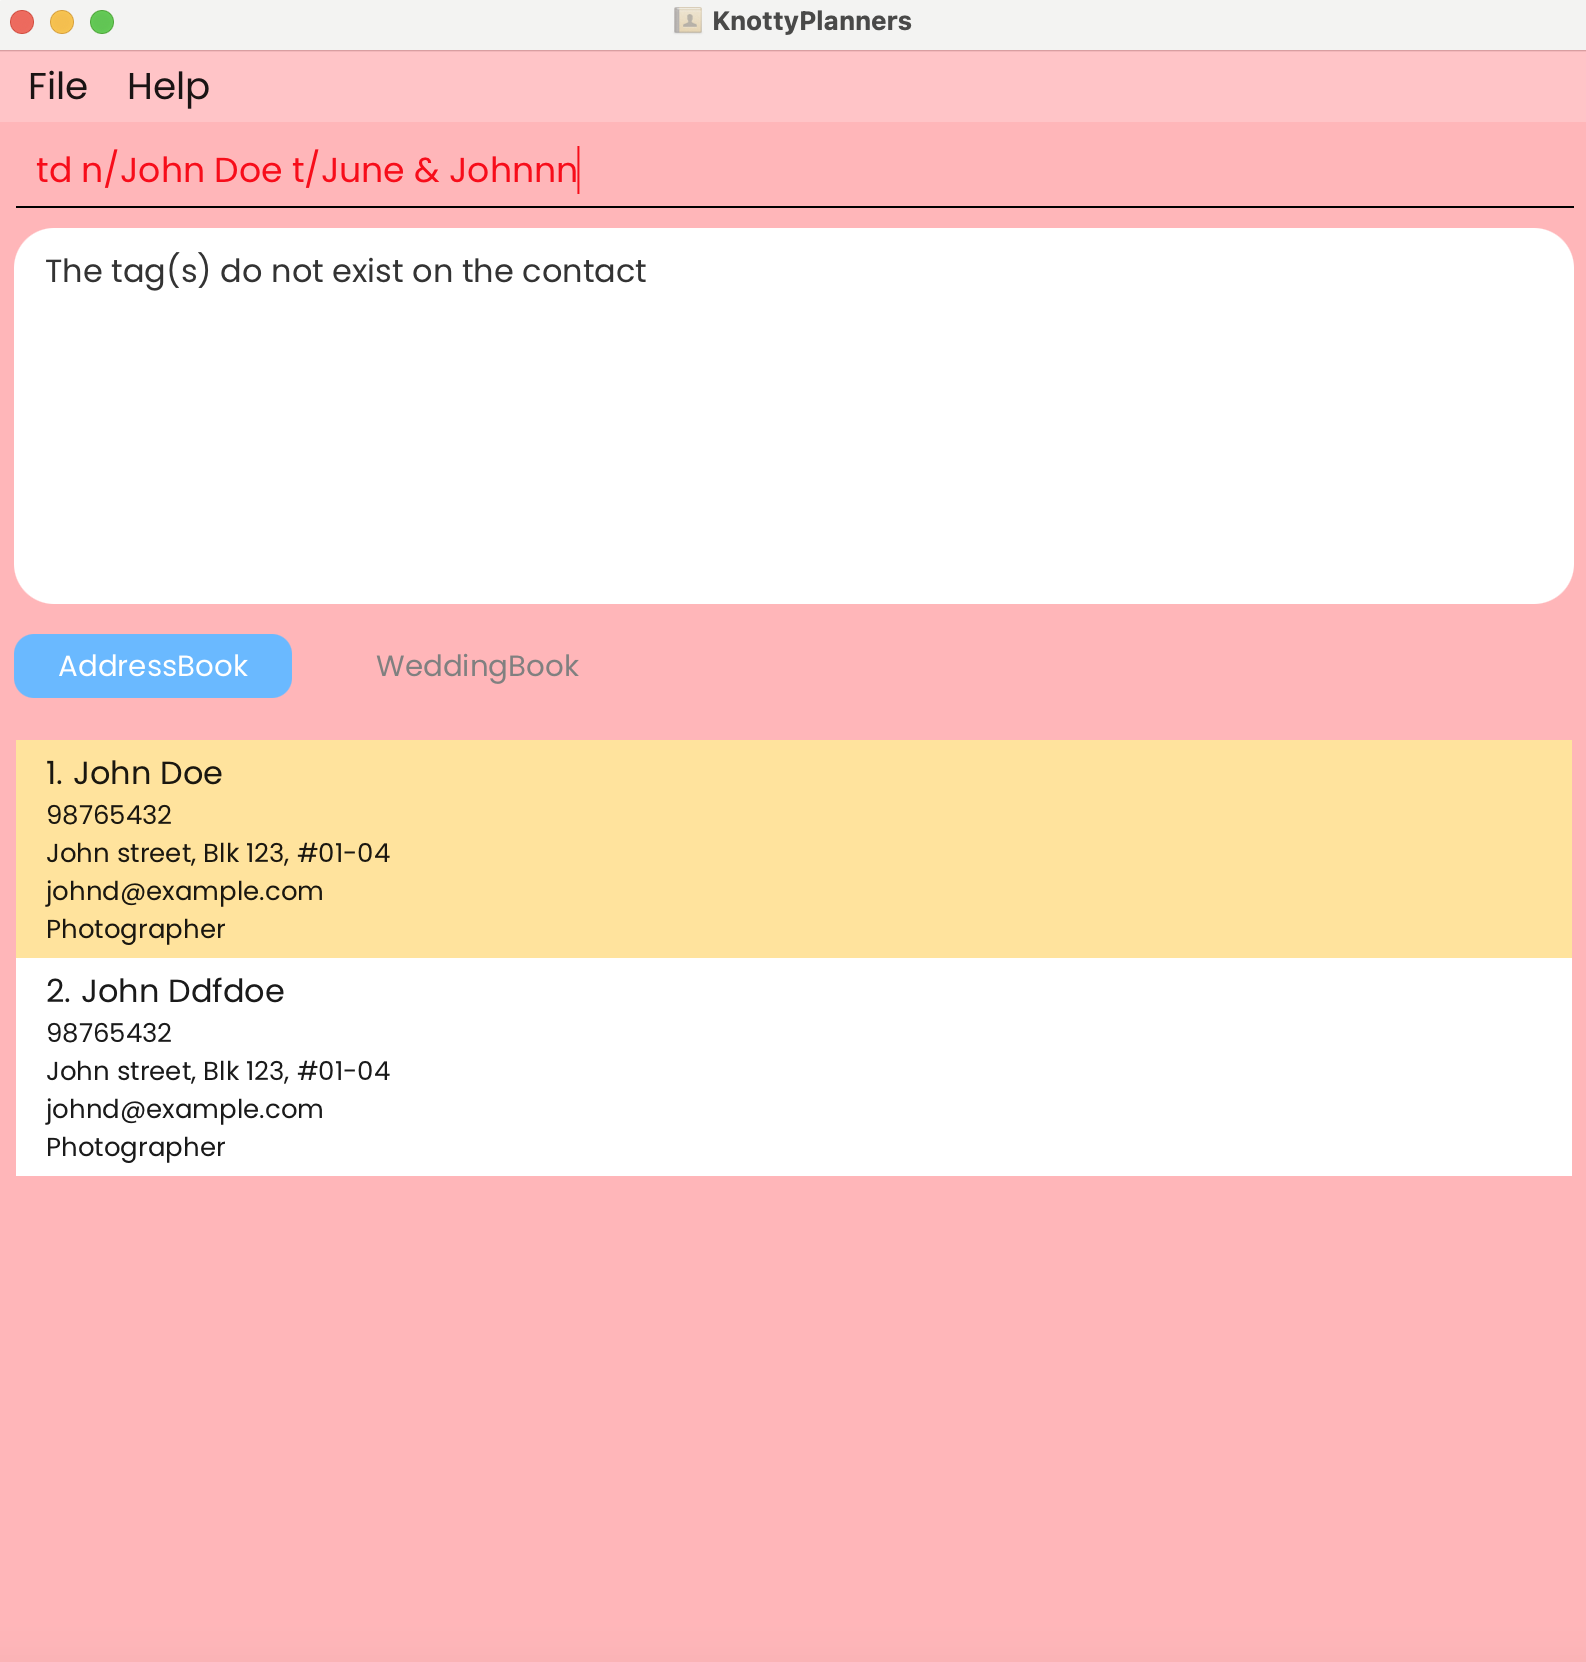 KnottyPlanners
File Help
td n/John Doe t/June & Johnnn
The tag(s) do not exist on the contact
AddressBook WeddingBook
1. John Doe
98765432
John street, Blk 123, #01-04
johnd@example.com
Photographer
2. John Ddfdoe
98765432
John street, Blk 123, #01-04
johnd@example.com
Photographer